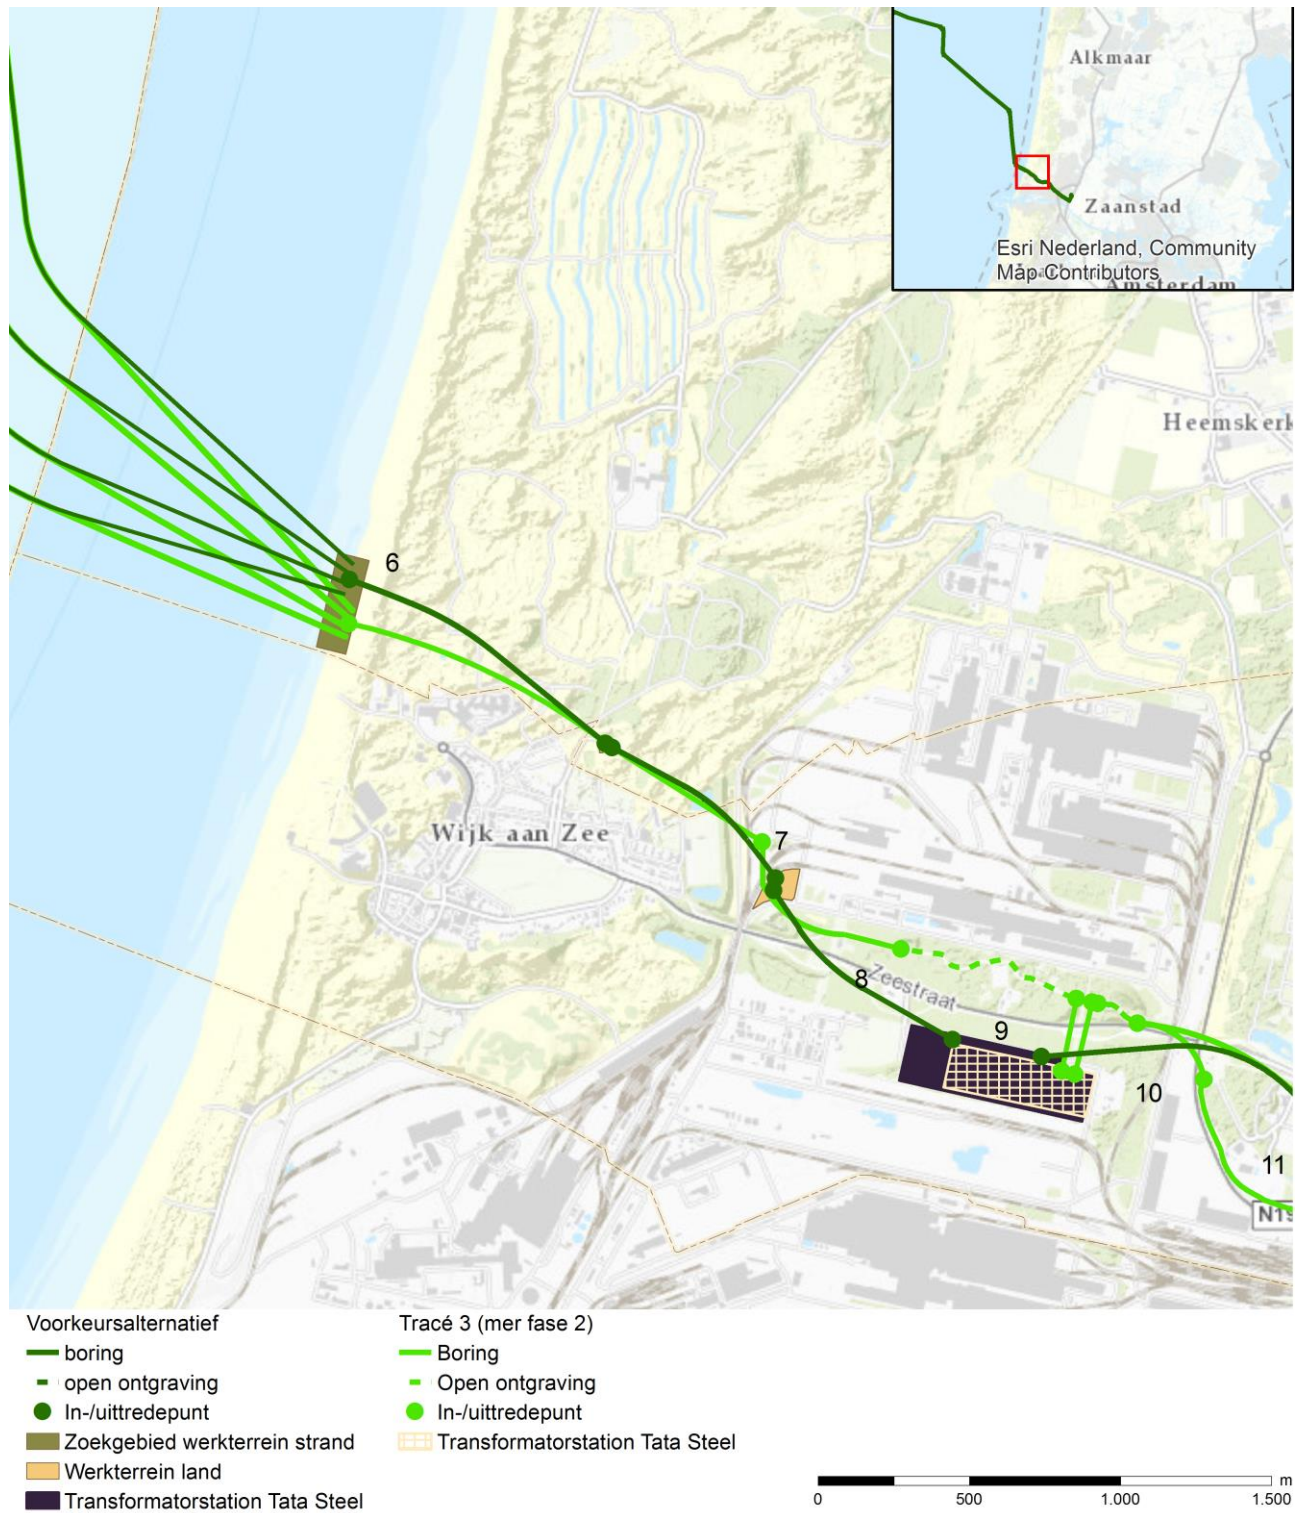 Alkmaar
Zaanstad
Esri Nederland, Community
Map Contributors
Amsterdam
Heemskerk
6
Wijk aan Zee
7
8
Zeestraat
9
10
11
N19
Voorkeursalternatief
boring
open ontgraving
In-/uittredepunt
Zoekgebied werkterrein strand
Werkterrein land
Transformatorstation Tata Steel
Tracé 3 (mer fase 2)
Boring
Open ontgraving
In-/uittredepunt
Transformatorstation Tata Steel
m
0 500 1.000 1.500